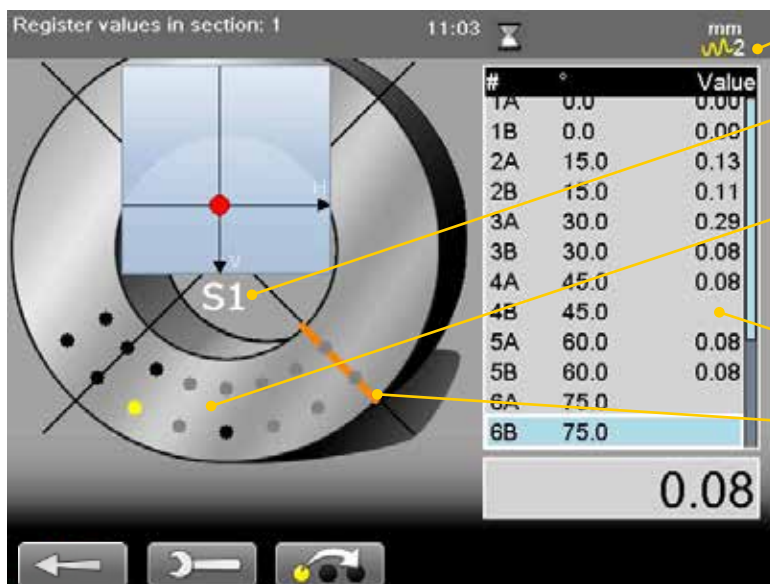 Register values in section: 1
11:03
mm
2
# ° Value
1A 0.0 0.00
1B 0.0 0.00
2A 15.0 0.13
2B 15.0 0.11
3A 30.0 0.29
3B 30.0 0.08
4A 45.0 0.08
4B 45.0
5A 60.0 0.08
5B 60.0 0.08
6A 75.0
6B 75.0
0.08
H
V
S1